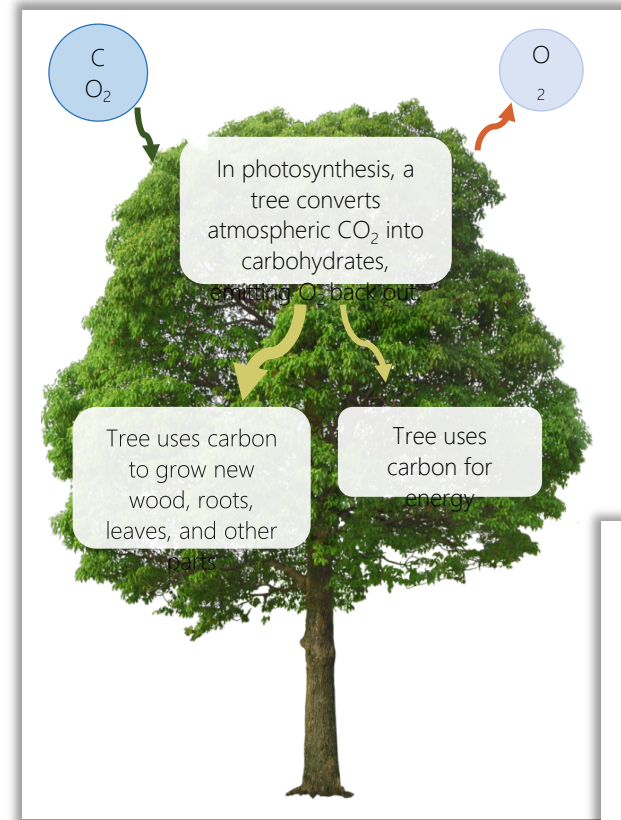 C
O₂
O
2
In photosynthesis, a
tree converts
atmospheric CO₂ into
carbohydrates,
emitting O₂ back out.
Tree uses carbon
to grow new
wood, roots,
leaves, and other
parts
Tree uses
carbon for
energy